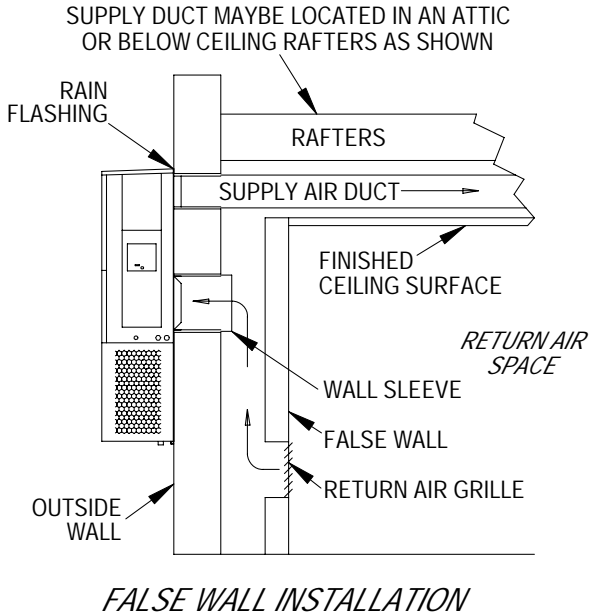 SUPPLY DUCT MAYBE LOCATED IN AN ATTIC
OR BELOW CEILING RAFTERS AS SHOWN
RAIN
FLASHING
RAFTERS
SUPPLY AIR DUCT
FINISHED
CEILING SURFACE
RETURN AIR
SPACE
WALL SLEEVE
FALSE WALL
RETURN AIR GRILLE
OUTSIDE
WALL
FALSE WALL INSTALLATION